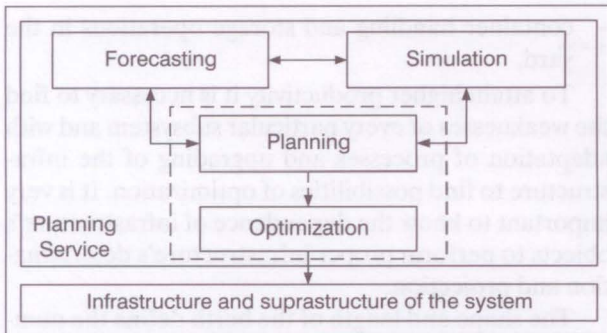 Forecasting
Simulation
Planning
Optimization
Planning
Service
Infrastructure and suprastructure of the system